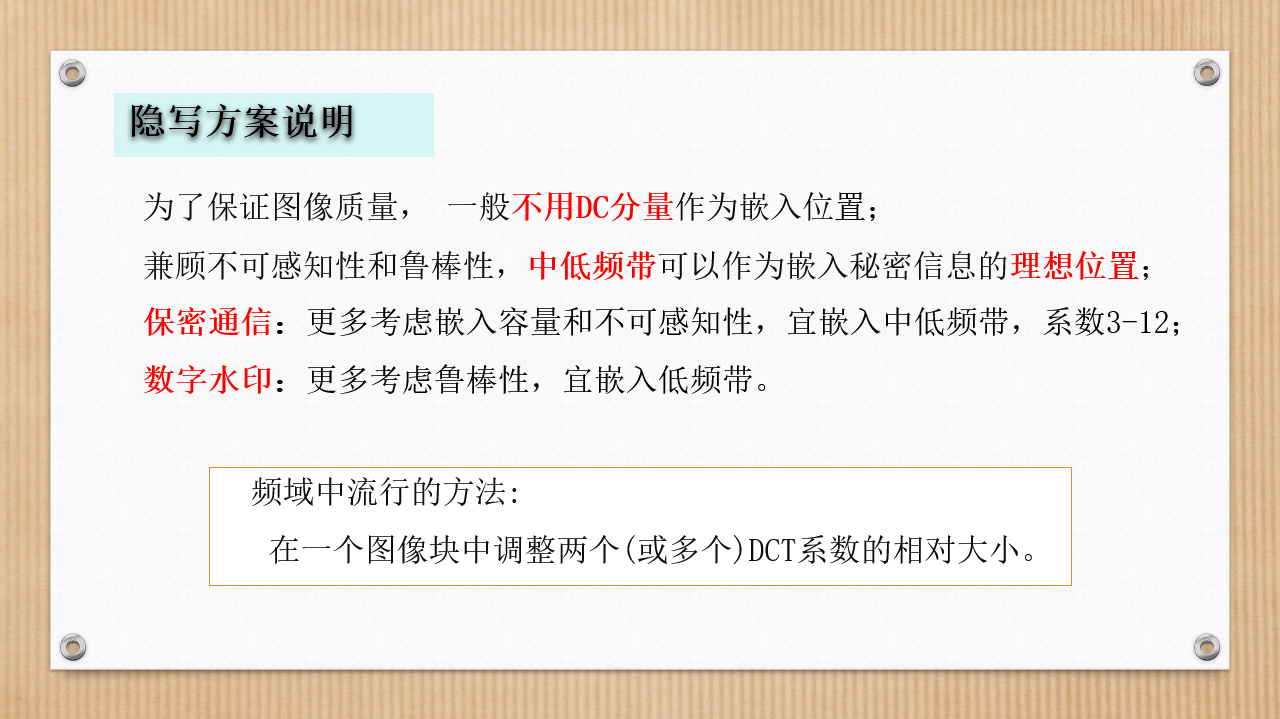 隐写方案说明
为了保证图像质量， 一般不用DC分量作为嵌入位置；
兼顾不可感知性和鲁棒性，中低频带可以作为嵌入秘密信息的理想位置；
保密通信：更多考虑嵌入容量和不可感知性，宜嵌入中低频带，系数3-12；
数字水印：更多考虑鲁棒性，宜嵌入低频带。
频域中流行的方法:
在一个图像块中调整两个(或多个)DCT系数的相对大小。